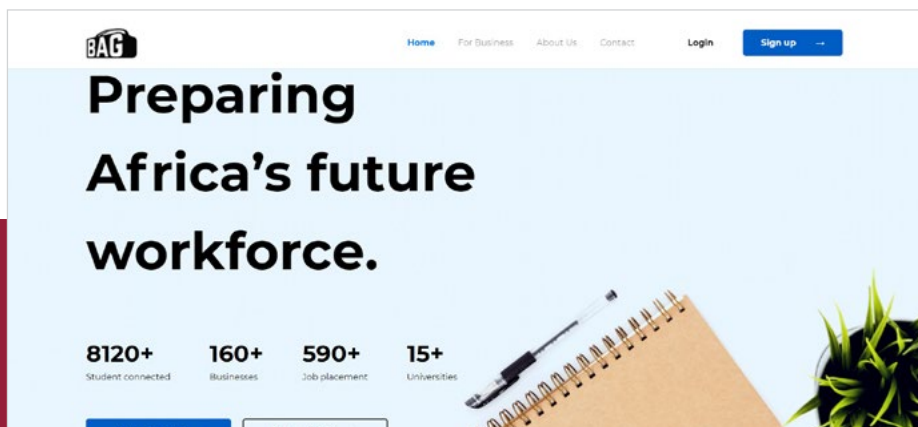 BAG
Home For Business About Us Contact Login Sign up →
Preparing
Africa's future
workforce.
8120+ 160+ 590+ 15+
Student connected Businesses Job placement Universities